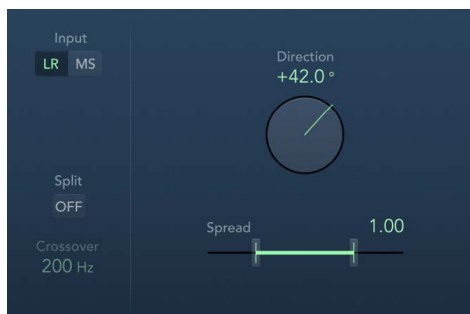 Input
LR MS
Direction
+42.0 °
Split
OFF
Spread 1.00
Crossover
200 Hz